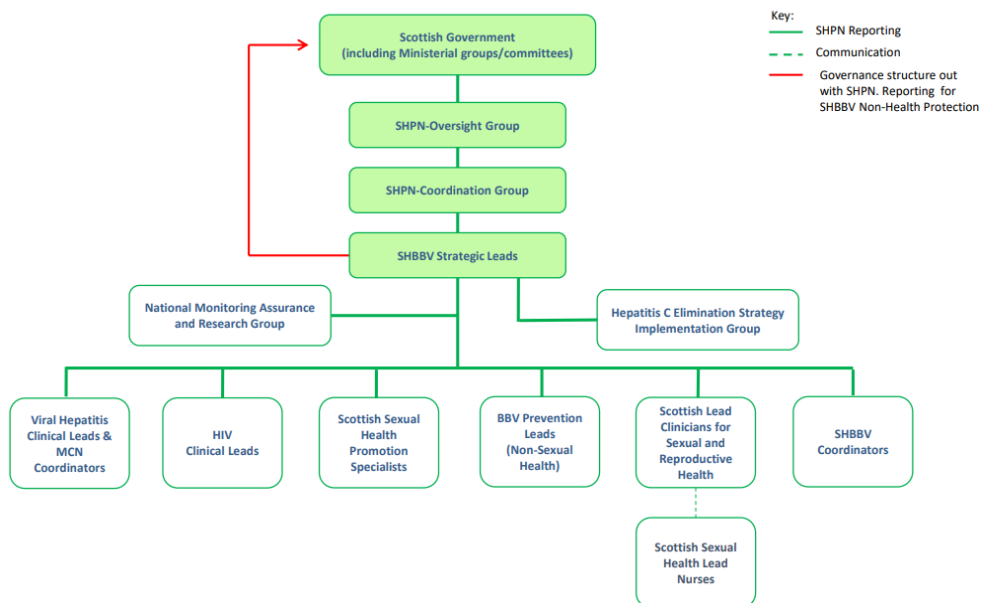 Key:
SHPN Reporting
Communication
Governance structure out
with SHPN. Reporting for
SHBBV Non-Health Protection
Scottish Government
(including Ministerial groups/committees)
SHPN-Oversight Group
SHPN-Coordination Group
SHBBV Strategic Leads
National Monitoring Assurance
and Research Group
Hepatitis C Elimination Strategy
Implementation Group
Viral Hepatitis
Clinical Leads &
MCN
Coordinators
HIV
Clinical Leads
Scottish Sexual
Health
Promotion
Specialists
BBV Prevention
Leads
(Non-Sexual
Health)
Scottish Lead
Clinicians for
Sexual and
Reproductive
Health
SHBBV
Coordinators
Scottish Sexual
Health Lead
Nurses